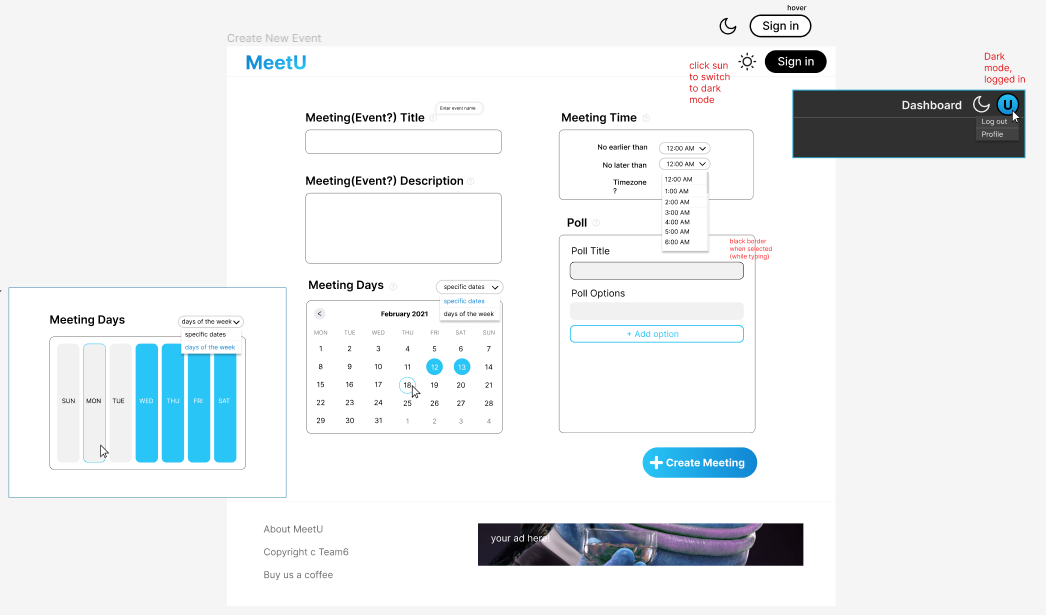 hover
Sign in
Create New Event
MeetU
click sun
to switch
to dark
mode
Sign in
Dark
mode,
logged in
Dashboard
U
Log out
Profile
Meeting(Event?) Title
Enter event name
Meeting(Event?) Description
Meeting Days
specific dates
specific dates
days of the week
<
February 2021
MON TUE WED THU FRI SAT SUN
1 2 3 4 5 6 7
8 9 10 11 12 13 14
15 16 17 18 19 20 21
22 23 24 25 26 27 28
29 30 31 1 2 3 4
Meeting Time
No earlier than
12:00 AM
No later than
12:00 AM
Timezone
?
12:00 AM
1:00 AM
2:00 AM
3:00 AM
4:00 AM
5:00 AM
6:00 AM
Poll
black border
when selected
(while typing)
Poll Title
Poll Options
+ Add option
Create Meeting
Meeting Days
days of the week
specific dates
days of the week
SUN MON TUE WED THU FRI SAT
About MeetU
Copyright c Team6
Buy us a coffee
your ad here!